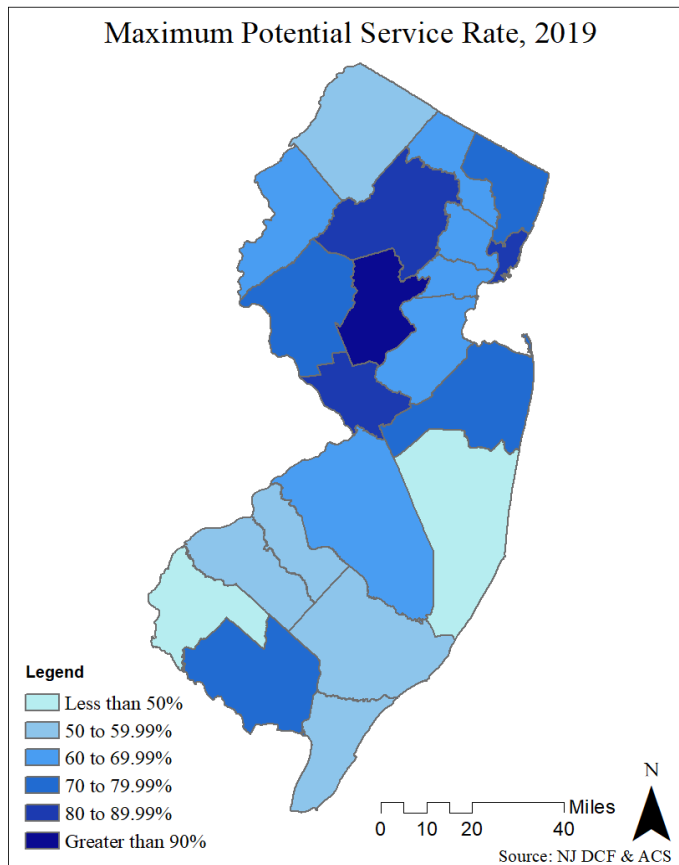 Maximum Potential Service Rate, 2019
Legend
Less than 50%
50 to 59.99%
60 to 69.99%
70 to 79.99%
80 to 89.99%
Greater than 90%
N
Miles
0 10 20 40
Source: NJ DCF & ACS